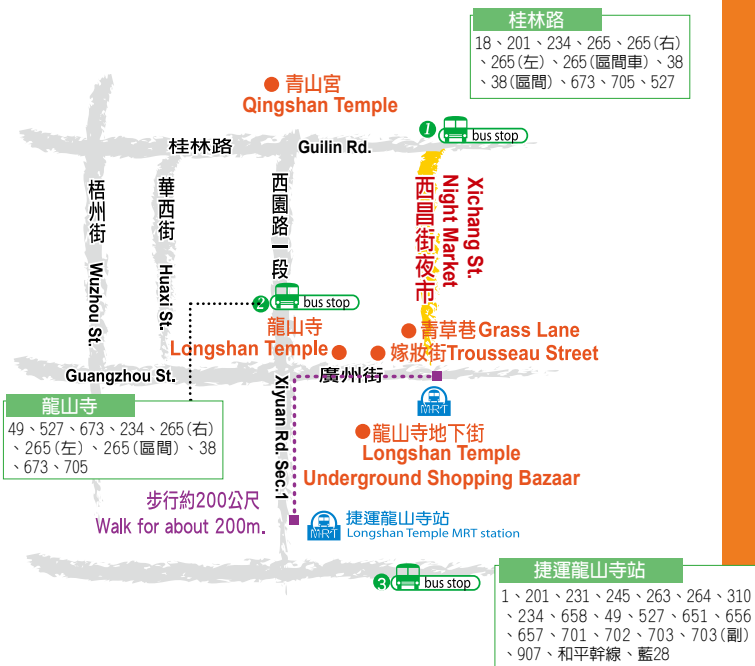 桂林路
18、201、234、265、265(右)
、265(左)、265(區間車)、38
、38(區間)、673、705、527
青山宮
Qingshan Temple
1 bus stop
桂林路 Guilin Rd.
梧州街 Wuzhou St.
華西街 Huaxi St.
西園路一段
西昌街夜市
Xichang St.
Night Market
2 bus stop
龍山寺
Longshan Temple
青草巷Grass Lane
嫁妝街Trousseau Street
Guangzhou St. 廣州街
龍山寺
49、527、673、234、265(右)
、265(左)、265(區間)、38
、673、705
Xiyuan Rd. Sec.1
MRT
龍山寺地下街
Longshan Temple
Underground Shopping Bazaar
步行約200公尺
Walk for about 200m.
MRT
捷運龍山寺站
Longshan Temple MRT station
3 bus stop
捷運龍山寺站
1、201、231、245、263、264、310
、234、658、49、527、651、656
、657、701、702、703、703(副)
、907、和平幹線、藍28